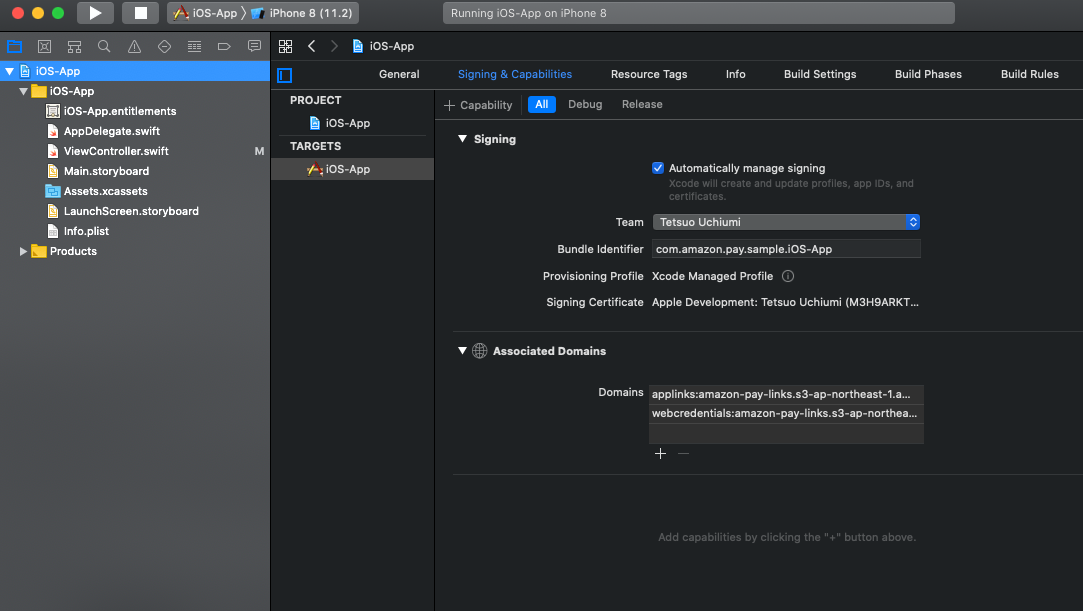 iOS-App
iPhone 8 (11.2)
Running iOS-App on iPhone 8
iOS-App
iOS-App
iOS-App
iOS-App.entitlements
AppDelegate.swift
ViewController.swift
M
Main.storyboard
Assets.xcassets
LaunchScreen.storyboard
Info.plist
Products
General
Signing & Capabilities
Resource Tags
Info
Build Settings
Build Phases
Build Rules
PROJECT
iOS-App
TARGETS
iOS-App
+ Capability
All
Debug
Release
Signing
Automatically manage signing
Xcode will create and update profiles, app IDs, and
certificates.
Team
Tetsuo Uchiumi
Bundle Identifier
com.amazon.pay.sample.iOS-App
Provisioning Profile
Xcode Managed Profile
Signing Certificate
Apple Development: Tetsuo Uchiumi (M3H9ARKT...
Associated Domains
Domains
applinks:amazon-pay-links.s3-ap-northeast-1.a...
webcredentials:amazon-pay-links.s3-ap-northea...
Add capabilities by clicking the "+" button above.